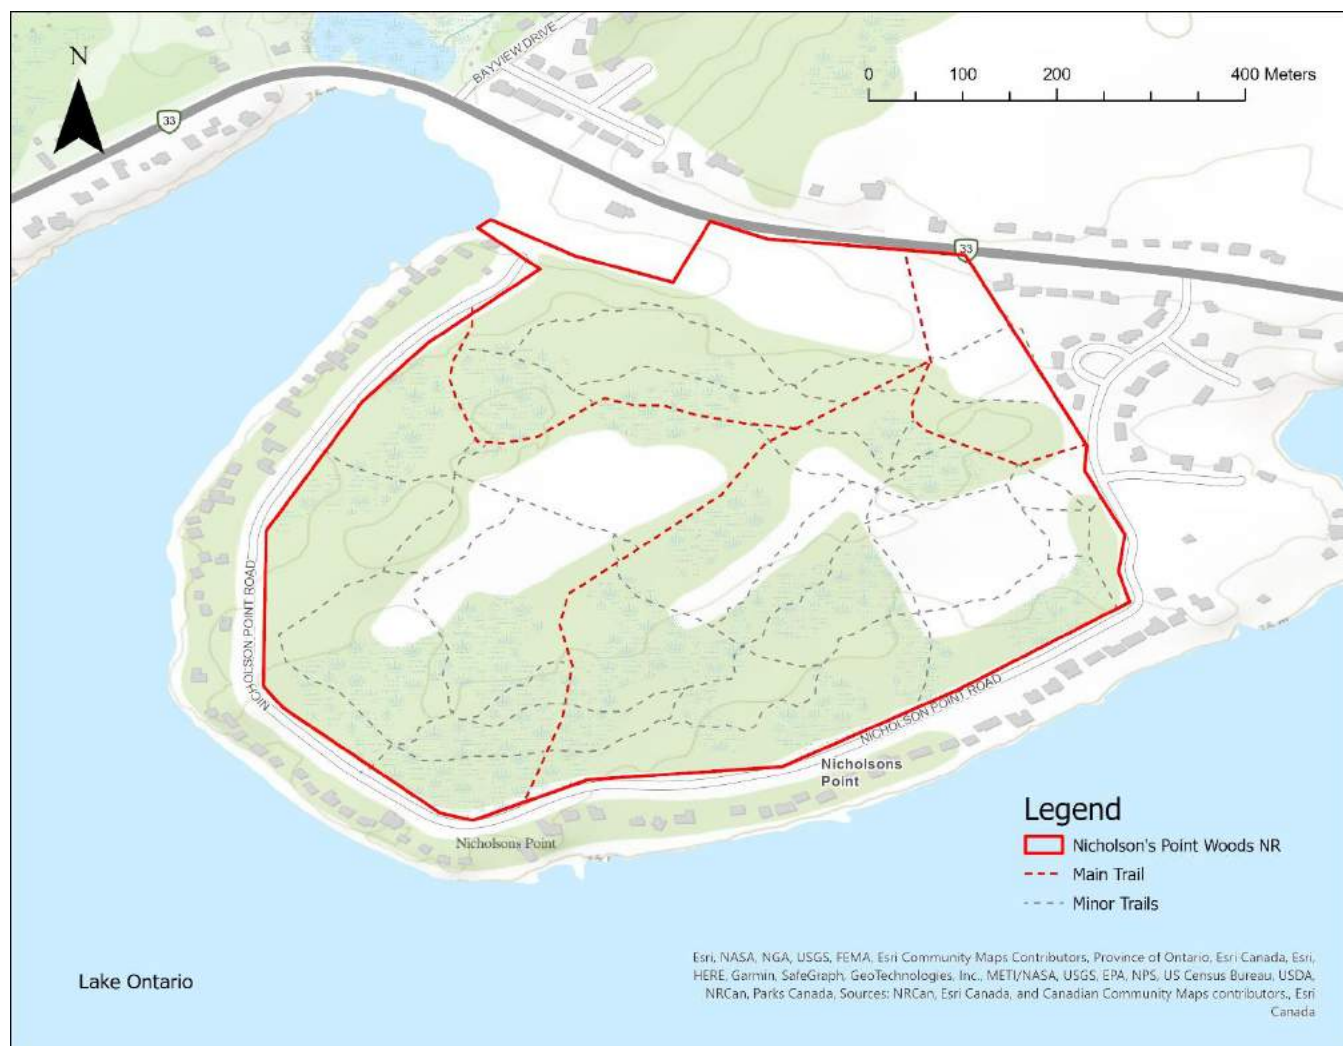 N
33
BAYVIEW DRIVE
0 100 200 400 Meters
33
NICHOLSON POINT ROAD
NICHOLSON POINT ROAD
Nicholsons
Point
Nicholsons Point
Legend
Nicholson's Point Woods NR
Main Trail
Minor Trails
Lake Ontario
Esri, NASA, NGA, USGS, FEMA, Esri Community Maps Contributors, Province of Ontario, Esri Canada, Esri,
HERE, Garmin, SafeGraph, GeoTechnologies, Inc., METI/NASA, USGS, EPA, NPS, US Census Bureau, USDA,
NRCan, Parks Canada, Sources: NRCan, Esri Canada, and Canadian Community Maps contributors., Esri
Canada